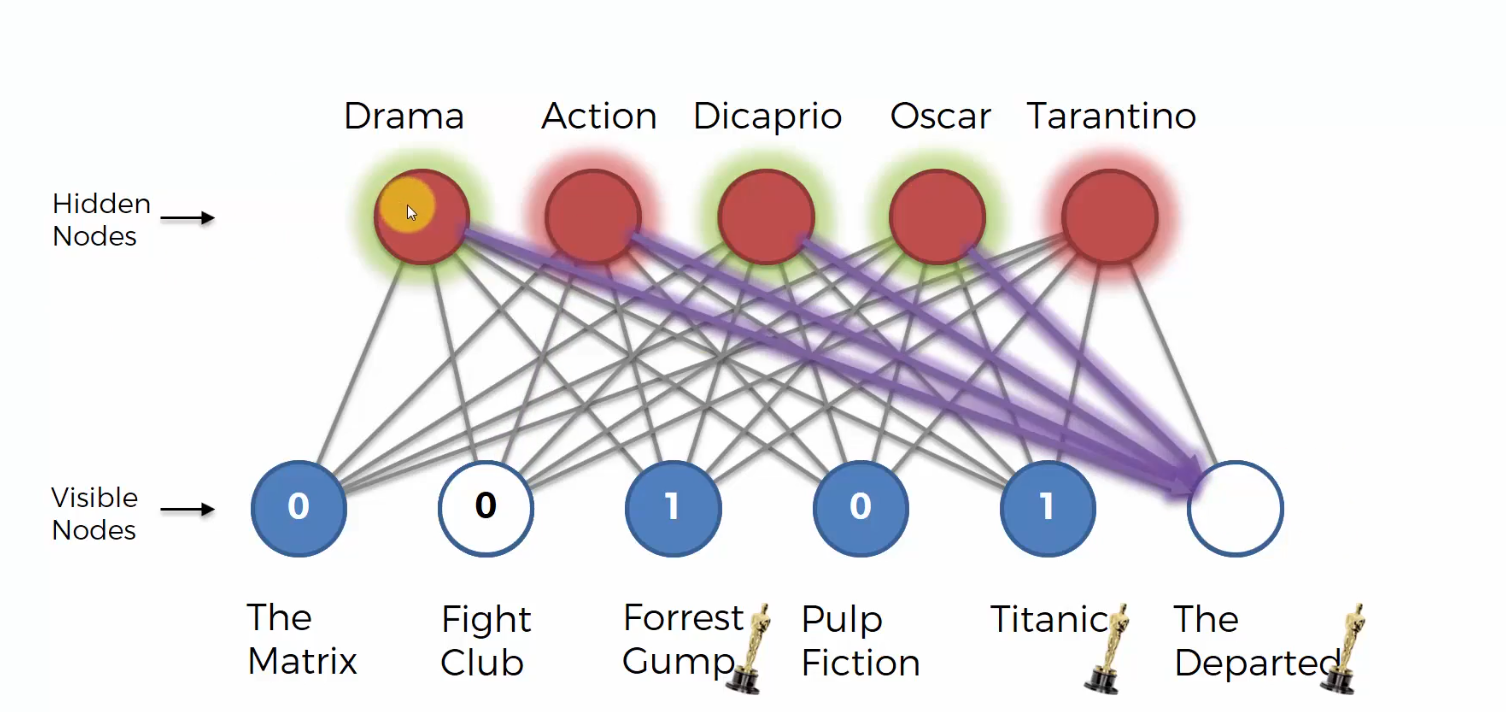 Drama Action Dicaprio Oscar Tarantino
Hidden
Nodes
Visible
Nodes
0 0 1 0 1
The
Matrix
Fight
Club
Forrest
Gump
Pulp
Fiction
Titanic
The
Departed